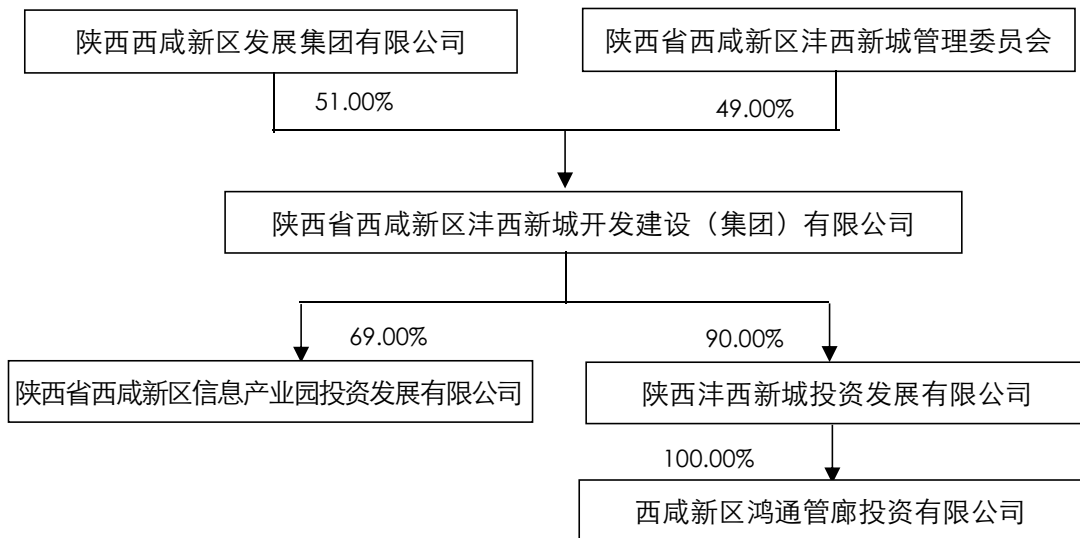 陕西西咸新区发展集团有限公司
陕西省西咸新区沣西新城管理委员会
51.00%
49.00%
陕西省西咸新区沣西新城开发建设（集团）有限公司
69.00%
90.00%
陕西省西咸新区信息产业园投资发展有限公司
陕西沣西新城投资发展有限公司
100.00%
西咸新区鸿通管廊投资有限公司